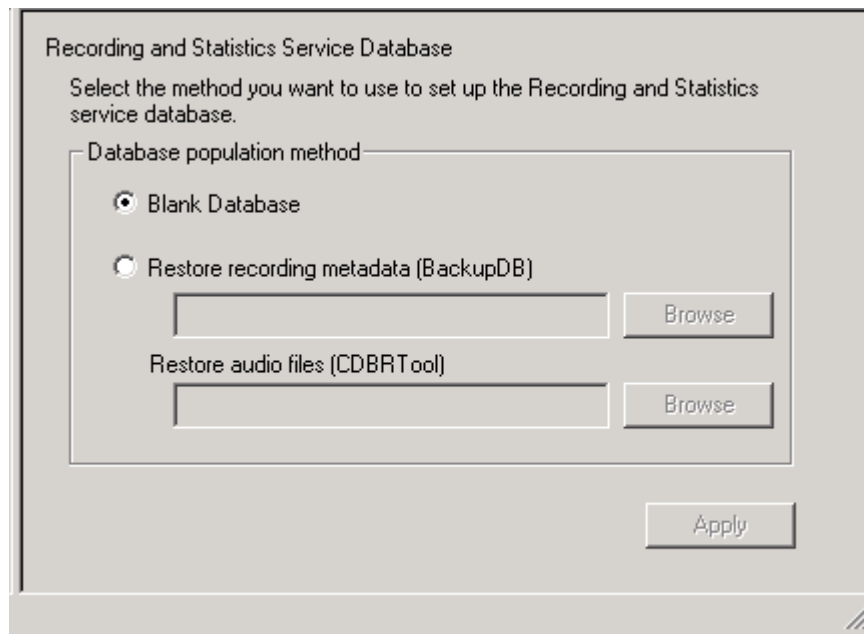 Recording and Statistics Service Database
Select the method you want to use to set up the Recording and Statistics
service database.
Database population method
Blank Database
Restore recording metadata (BackupDB)
Browse
Restore audio files (CDBRTool)
Browse
Apply